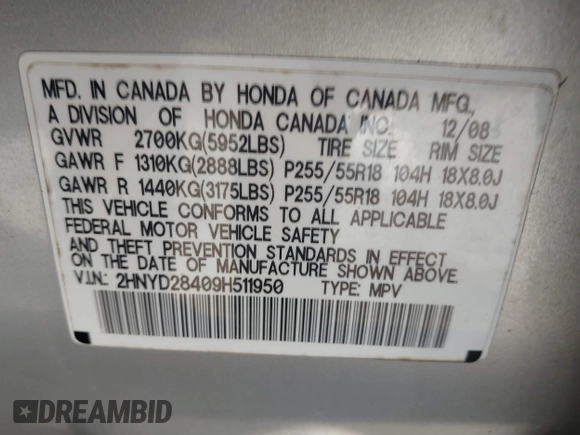 MFD. IN CANADA BY HONDA OF CANADA MFG.,
A DIVISION OF HONDA CANADA INC. 12/08
GVWR 2700KG(5952LBS) TIRE SIZE RIM SIZE
GAWR F 1310KG(2888LBS) P255/55R18 104H 18X8.0J
GAWR R 1440KG(3175LBS) P255/55R18 104H 18X8.0J
THIS VEHICLE CONFORMS TO ALL APPLICABLE
FEDERAL MOTOR VEHICLE SAFETY
AND THEFT PREVENTION STANDARDS IN EFFECT
ON THE DATE OF MANUFACTURE SHOWN ABOVE.
V.I.N.: 2HNYD28409H511950 TYPE: MPV
DREAMBID